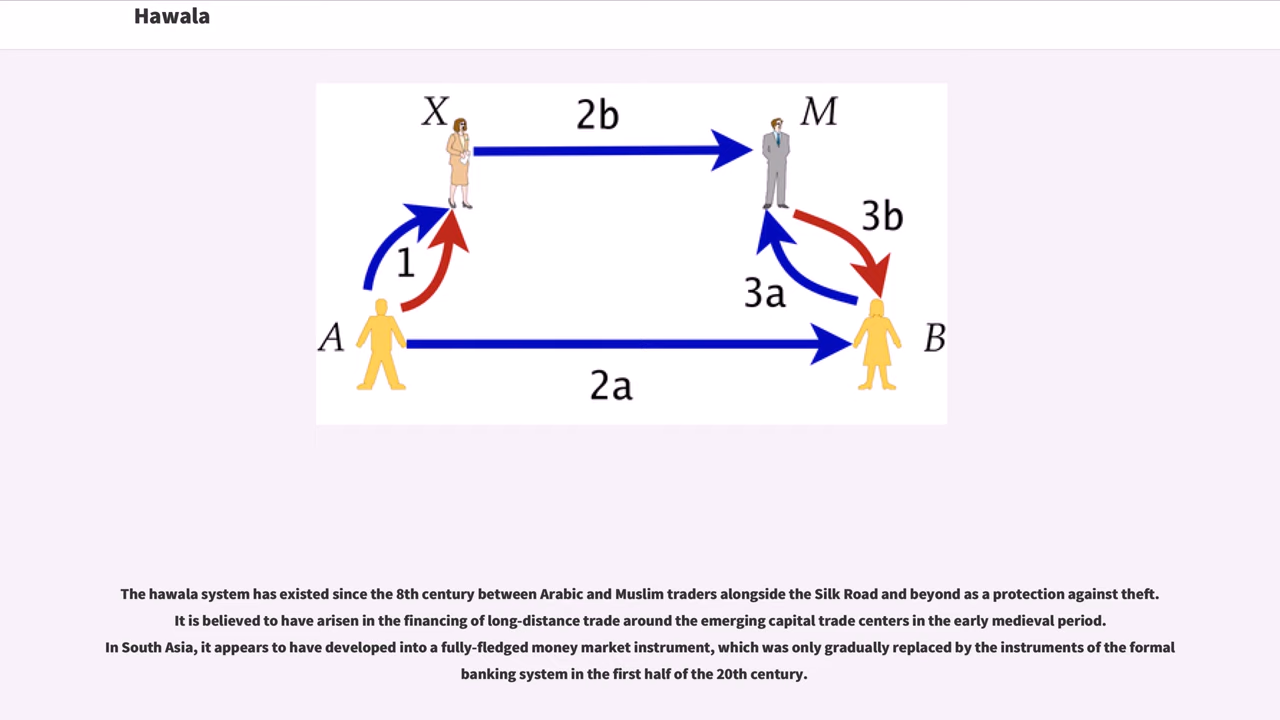 Hawala
X
2b
M
3b
1
3a
A
B
2a
The hawala system has existed since the 8th century between Arabic and Muslim traders alongside the Silk Road and beyond as a protection against theft.
It is believed to have arisen in the financing of long-distance trade around the emerging capital trade centers in the early medieval period.
In South Asia, it appears to have developed into a fully-fledged money market instrument, which was only gradually replaced by the instruments of the formal
banking system in the first half of the 20th century.